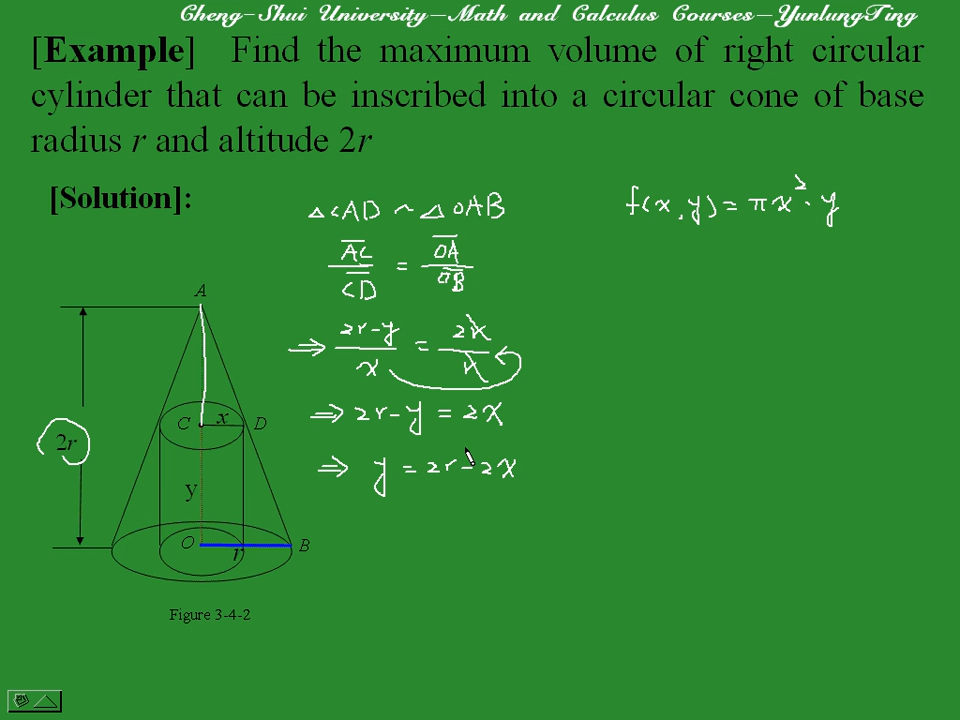 Cheng-Shui University-Math and Calculus Courses-YunlungTing
[Example] Find the maximum volume of right circular
cylinder that can be inscribed into a circular cone of base
radius r and altitude 2r
[Solution]:
△CAD ~ △OAB
f(x, y) = πx²·y
AC/CD = OA/OB
⇒ 2r-y/x = 2r/r
⇒ 2r-y = 2x
⇒ y = 2r-2x
A
C
x
D
2r
y
O
r
B
Figure 3-4-2